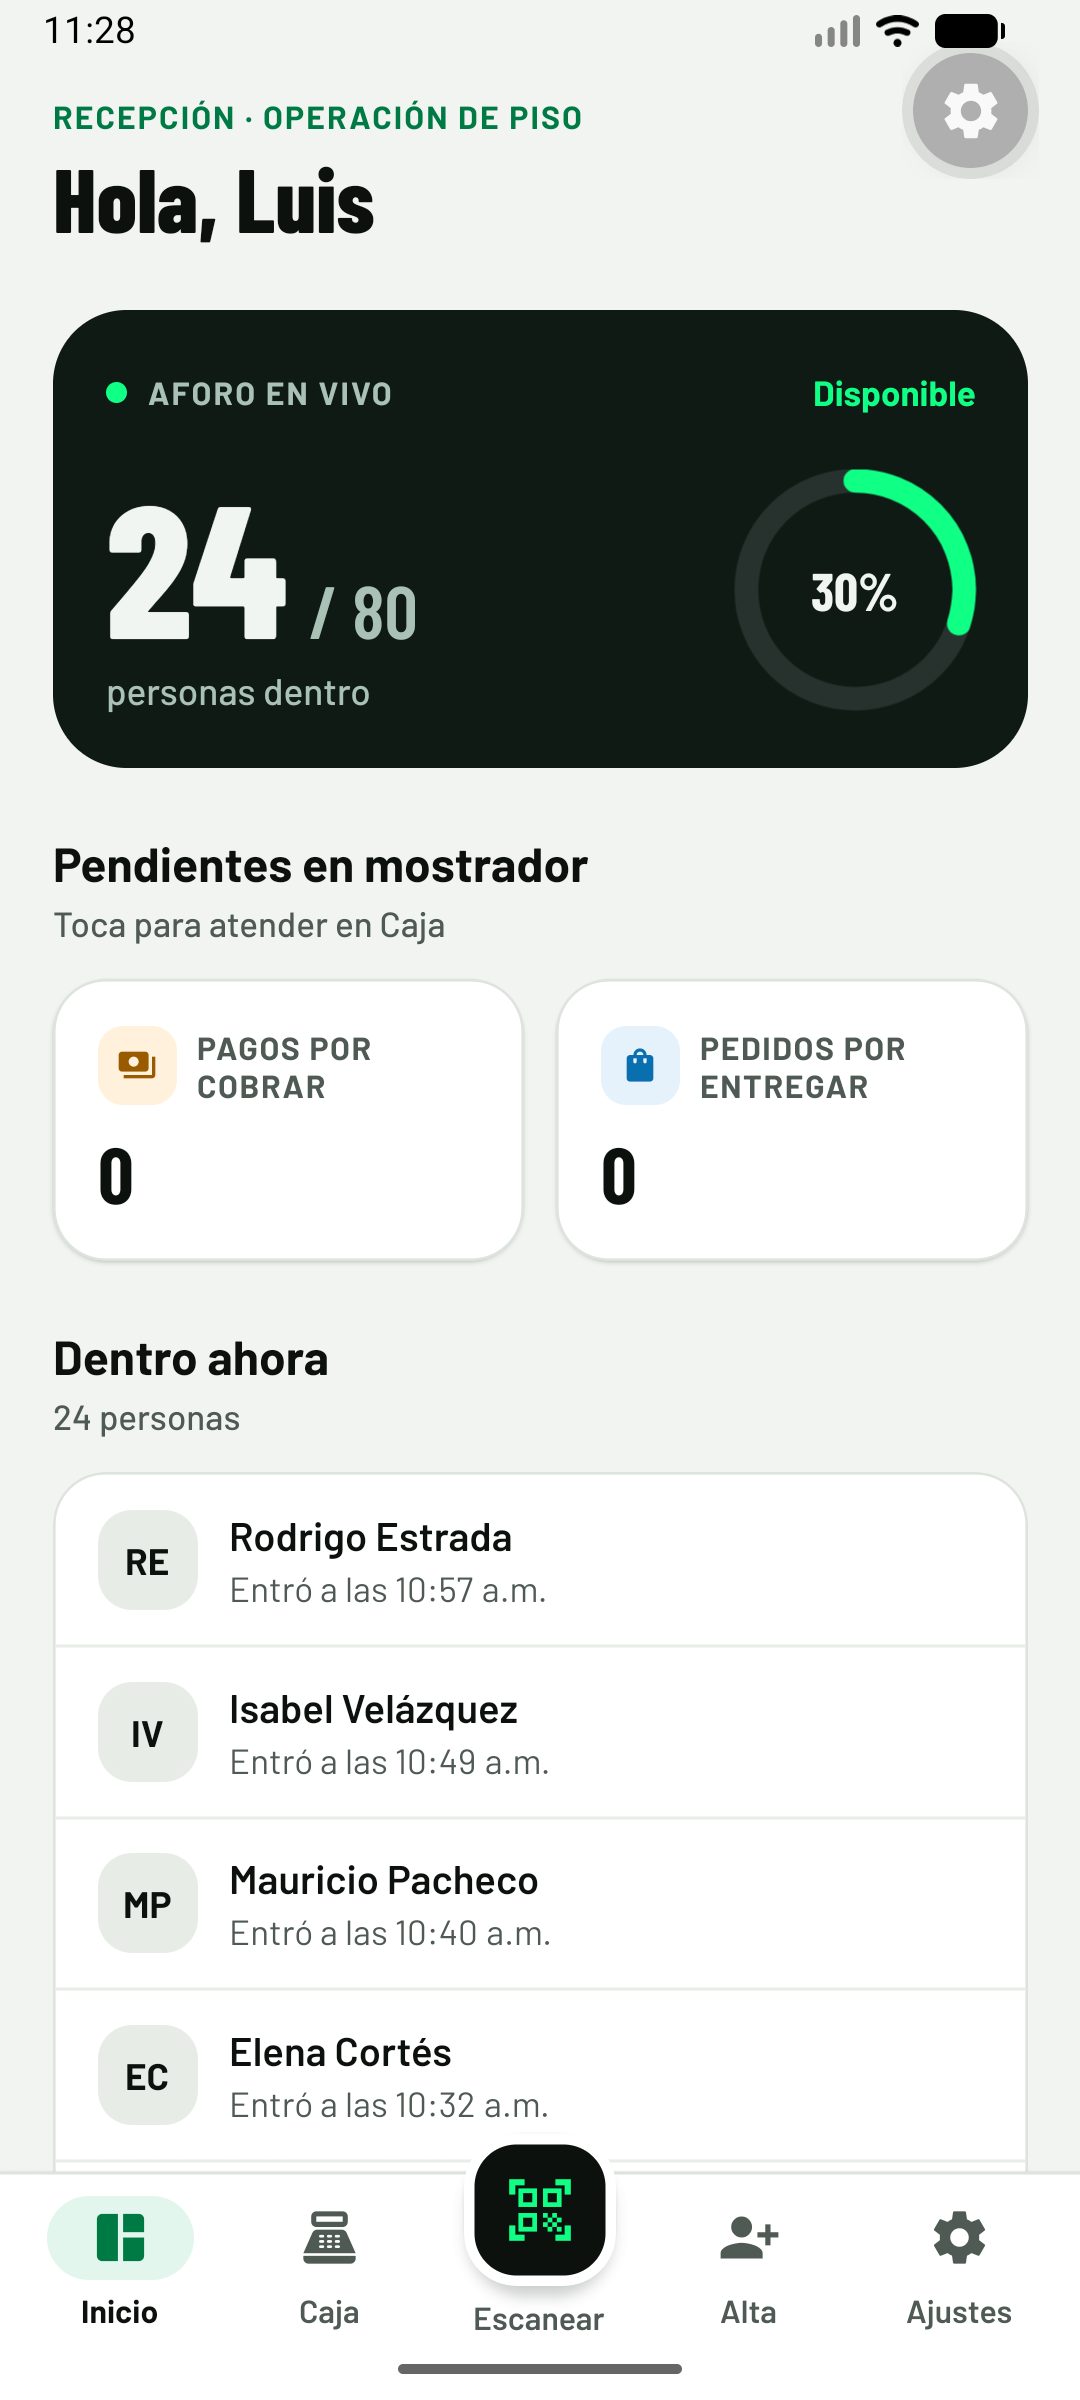 11:28
RECEPCIÓN · OPERACIÓN DE PISO
Hola, Luis
AFORO EN VIVO
Disponible
24 / 80
30%
personas dentro
Pendientes en mostrador
Toca para atender en Caja
PAGOS POR
COBRAR
0
PEDIDOS POR
ENTREGAR
0
Dentro ahora
24 personas
RE
Rodrigo Estrada
Entró a las 10:57 a.m.
IV
Isabel Velázquez
Entró a las 10:49 a.m.
MP
Mauricio Pacheco
Entró a las 10:40 a.m.
EC
Elena Cortés
Entró a las 10:32 a.m.
Inicio
Caja
Escanear
Alta
Ajustes